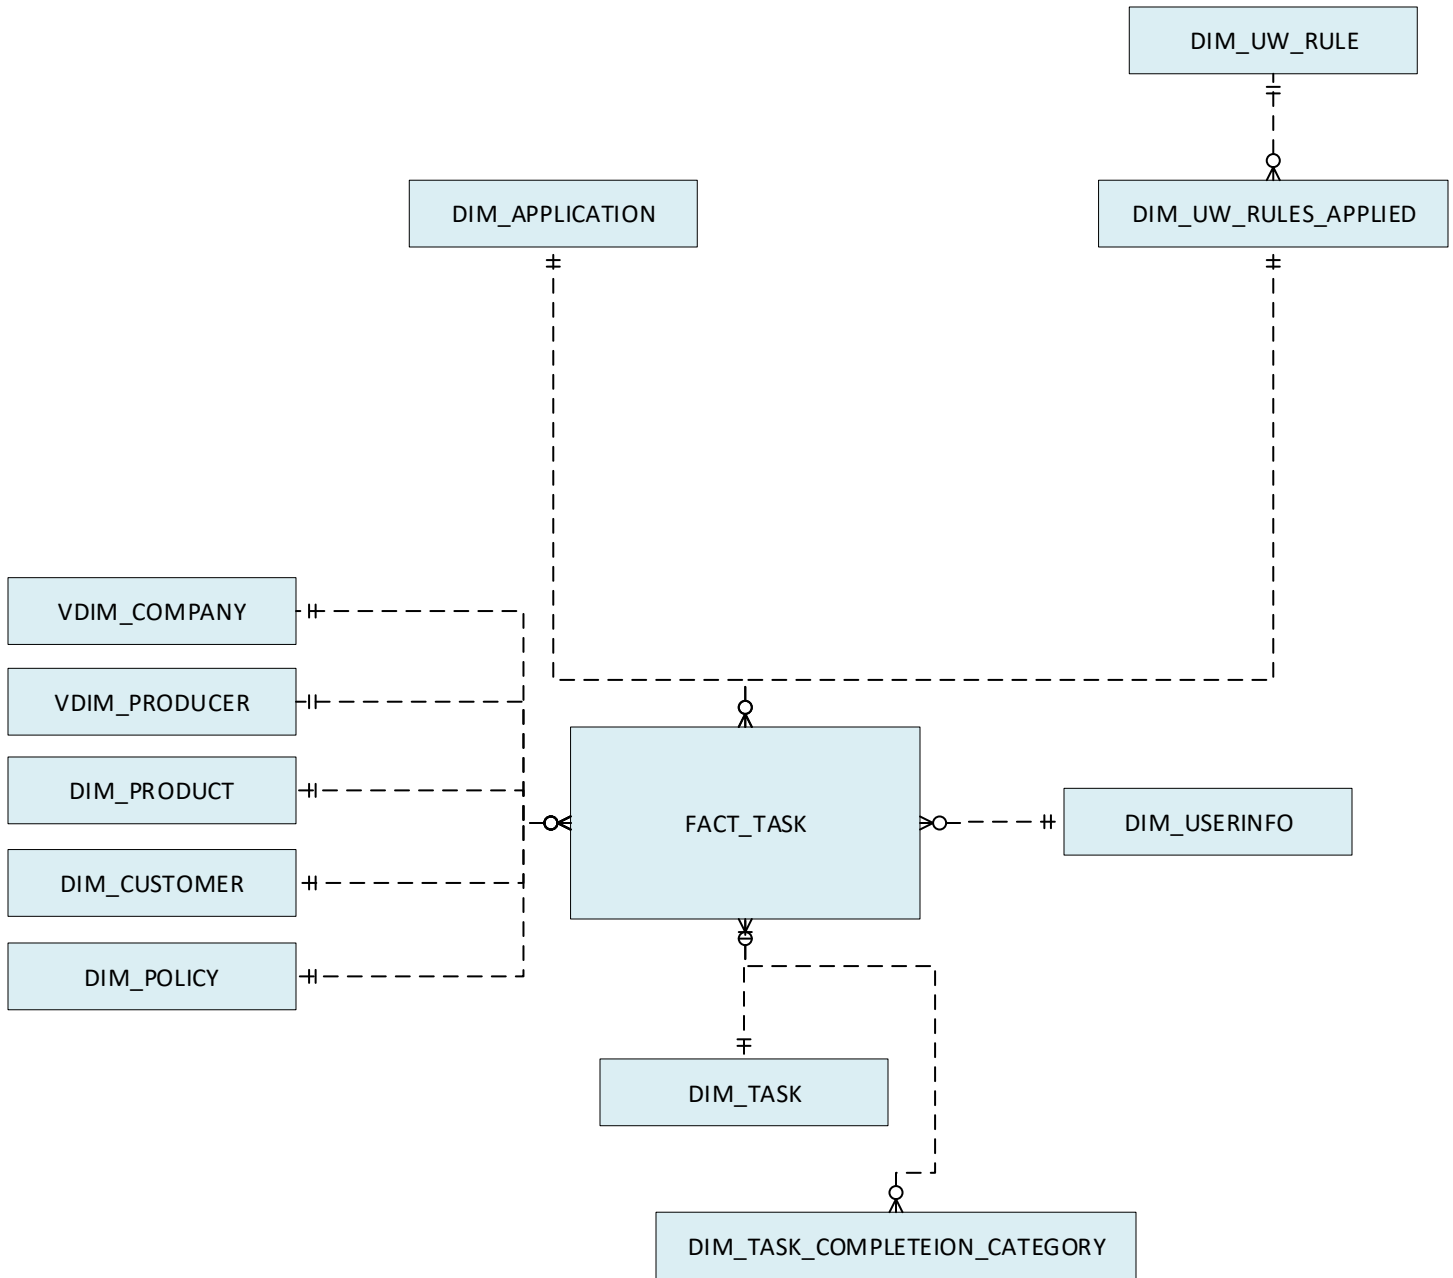 DIM_UW_RULE
DIM_APPLICATION
DIM_UW_RULES_APPLIED
VDIM_COMPANY
VDIM_PRODUCER
DIM_PRODUCT
FACT_TASK
DIM_USERINFO
DIM_CUSTOMER
DIM_POLICY
DIM_TASK
DIM_TASK_COMPLETEION_CATEGORY